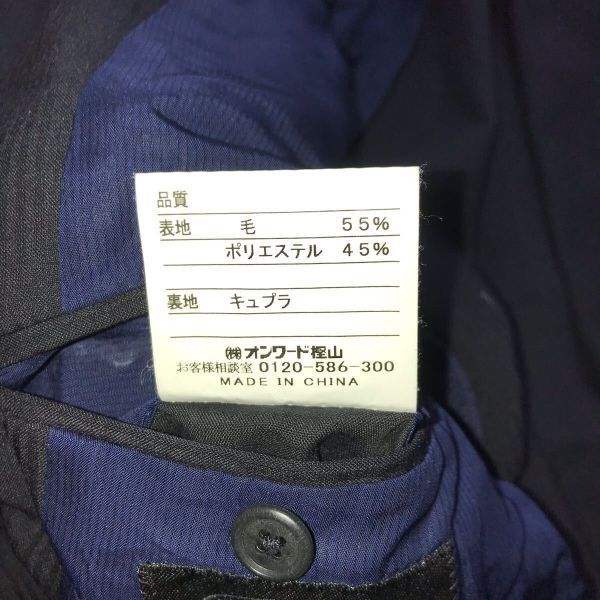 品質
表地 毛 55%
ポリエステル 45%
裏地 キュプラ
㈱オンワード樫山
お客様相談室 0120-586-300
MADE IN CHINA